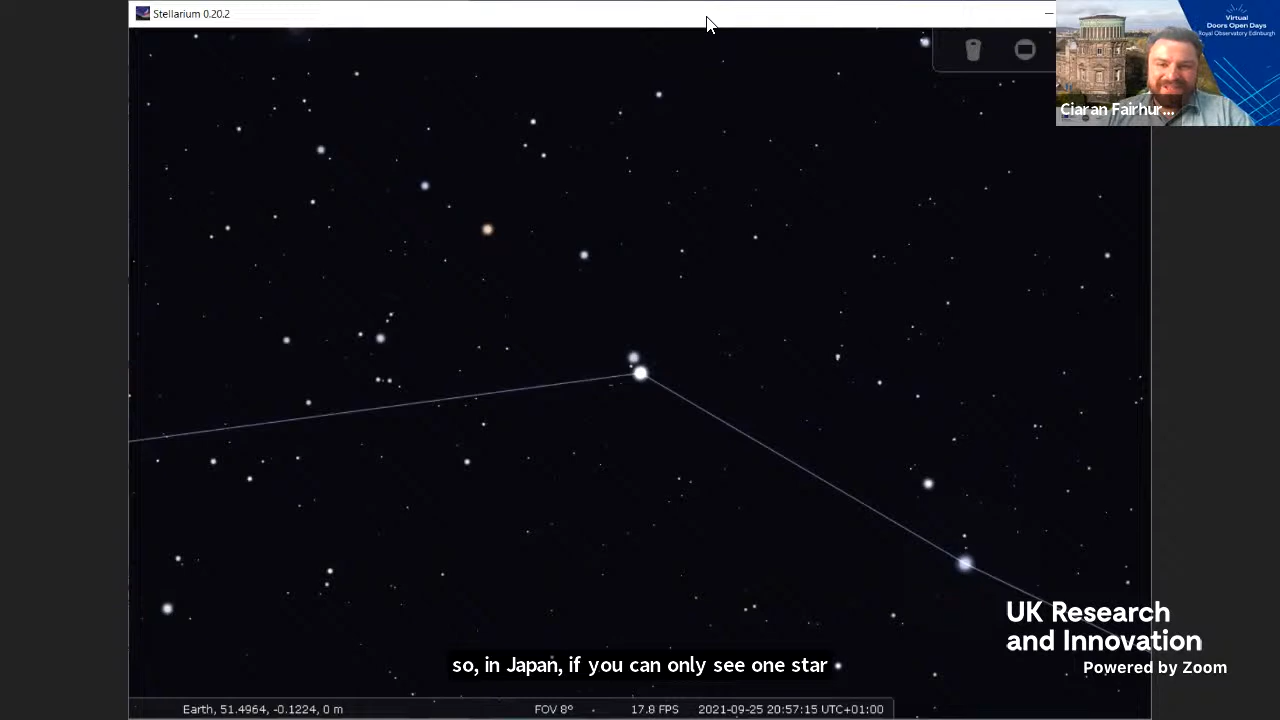 Stellarium 0.20.2
Virtual
Doors Open Days
Royal Observatory Edinburgh
Ciaran Fairhur...
UK Research
and Innovation
Powered by Zoom
so, in Japan, if you can only see one star
Earth, 51.4964, -0.1224, 0 m
FOV 8°
17.8 FPS
2021-09-25 20:57:15 UTC+01:00